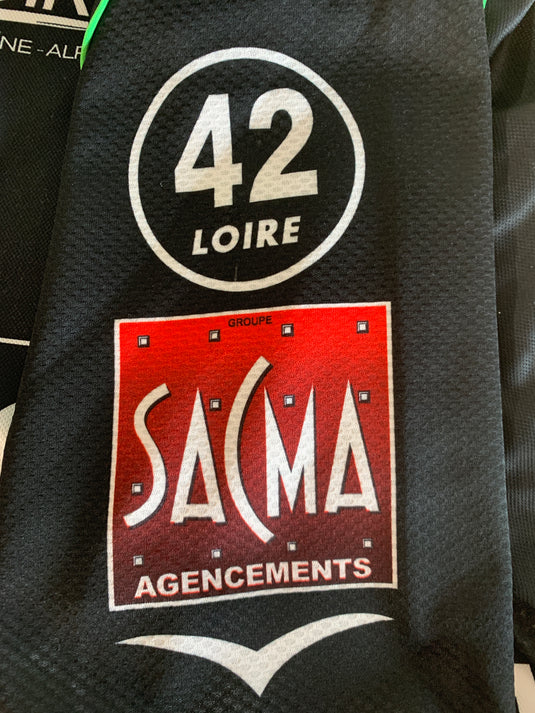 42
LOIRE
GROUPE
SACMA
AGENCEMENTS